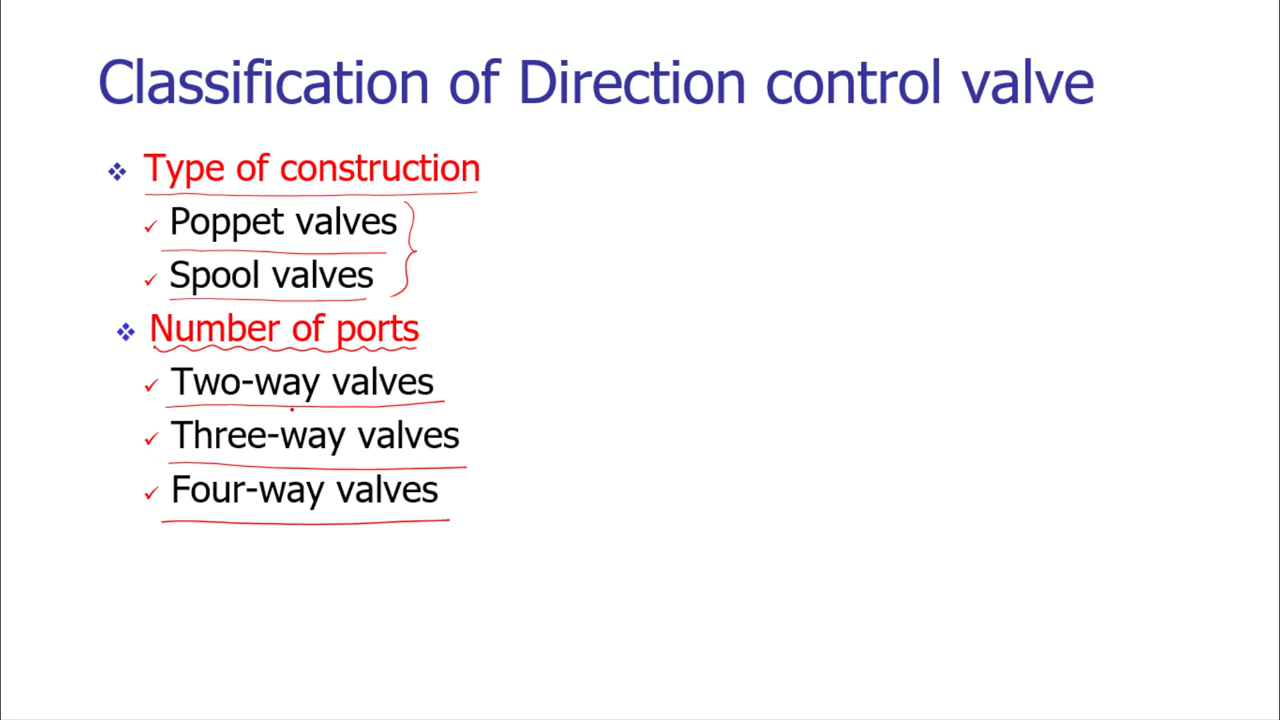 Classification of Direction control valve
Type of construction
Poppet valves
Spool valves
Number of ports
Two-way valves
Three-way valves
Four-way valves